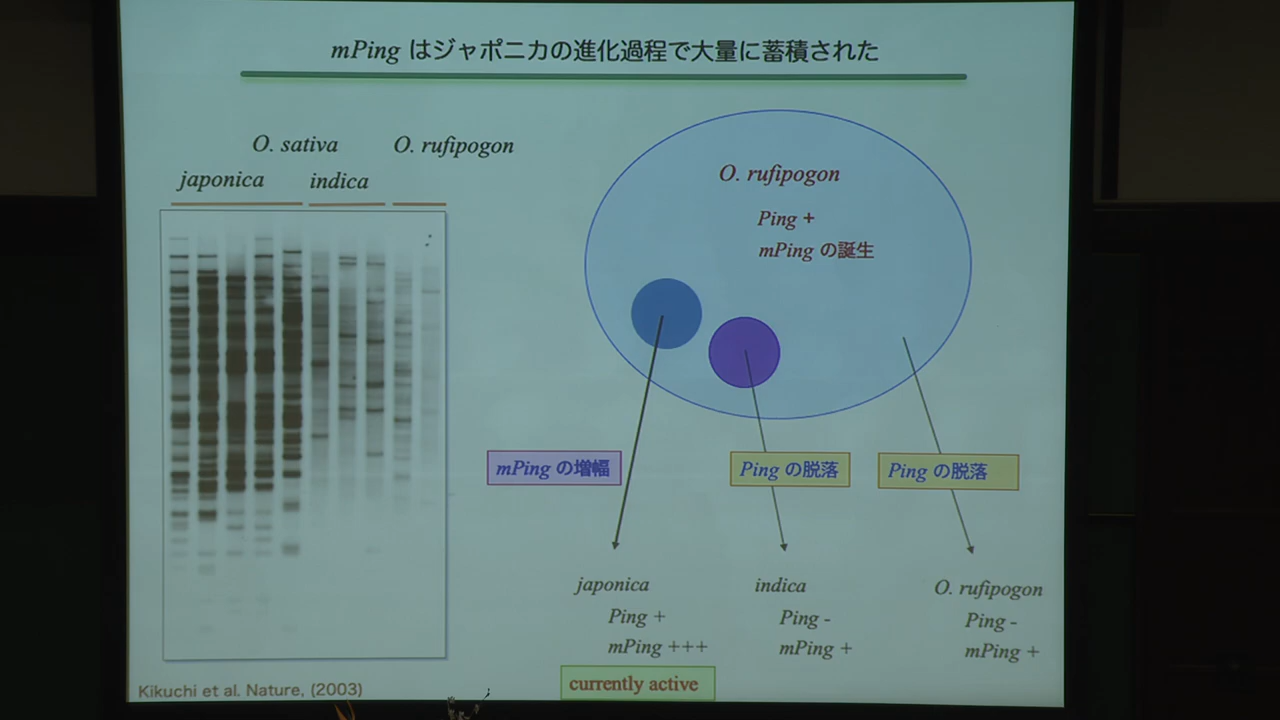 mPing はジャポニカの進化過程で大量に蓄積された
O. sativa
O. rufipogon
japonica
indica
O. rufipogon
Ping +
mPing の誕生
mPing の増幅
Ping の脱落
Ping の脱落
japonica
Ping +
mPing +++
currently active
indica
Ping -
mPing +
O. rufipogon
Ping -
mPing +
Kikuchi et al. Nature, (2003)